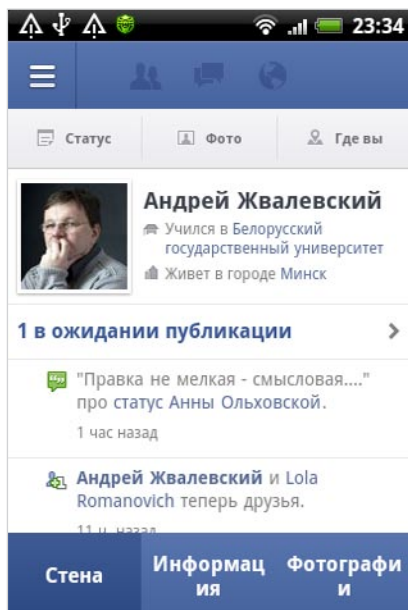 23:34
Статус Фото Где вы
Андрей Жвалевский
Учился в Белорусский
государственный университет
Живет в городе Минск
1 в ожидании публикации
"Правка не мелкая - смысловая...."
про статус Анны Ольховской.
1 час назад
Андрей Жвалевский и Lola
Romanovich теперь друзья.
11 ч. назад
Стена Информац Фотографи
ия и